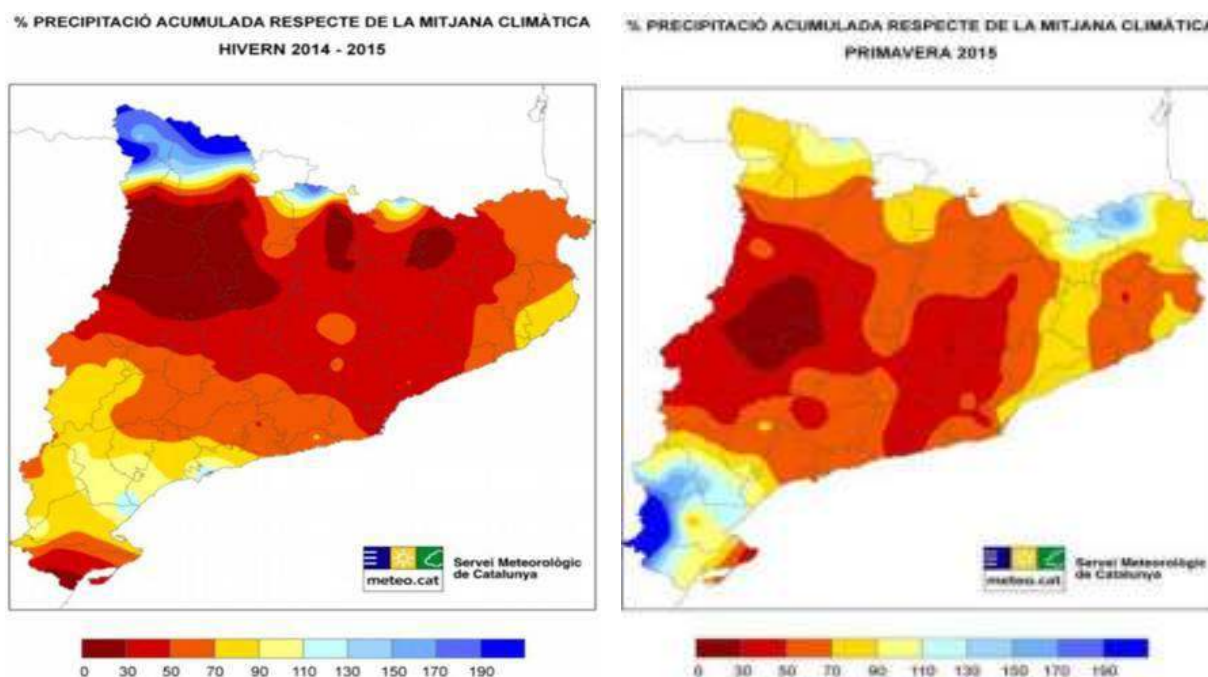 % PRECIPITACIÓ ACUMULADA RESPECTE DE LA MITJANA CLIMÀTICA
HIVERN 2014 - 2015
meteo.cat
Servei Meteorològic
de Catalunya
0 30 50 70 90 110 130 150 170 190
% PRECIPITACIÓ ACUMULADA RESPECTE DE LA MITJANA CLIMÀTICA
PRIMAVERA 2015
meteo.cat
Servei Meteorològic
de Catalunya
0 30 50 70 90 110 130 150 170 190